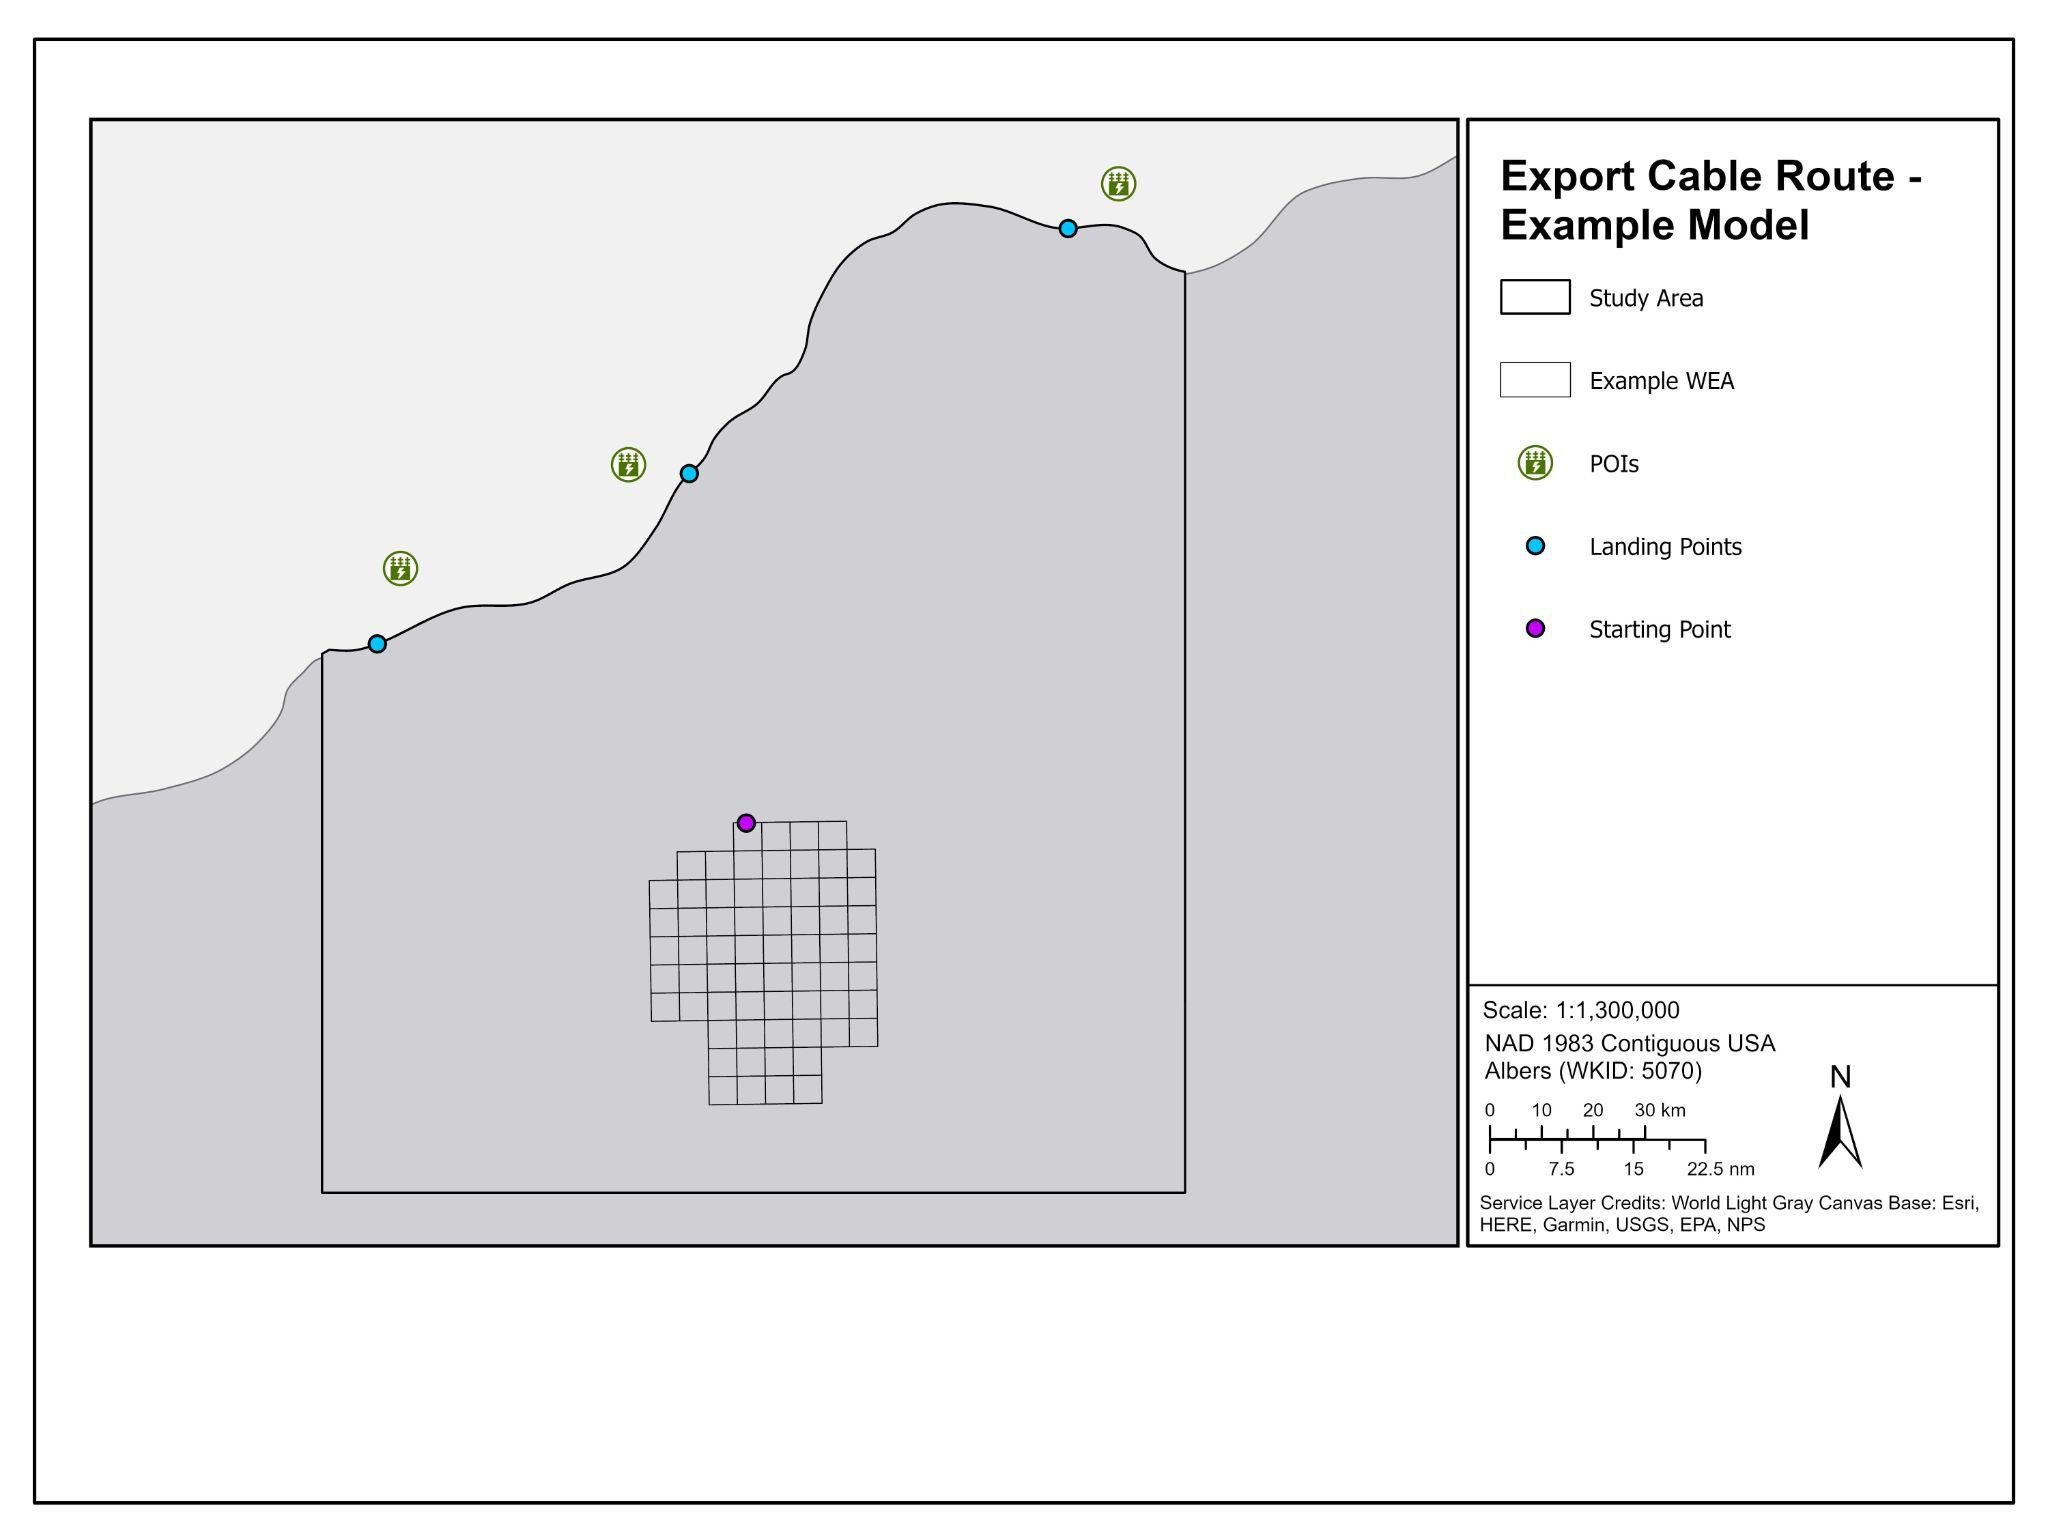 Export Cable Route -
Example Model
Study Area
Example WEA
POIs
Landing Points
Starting Point
Scale: 1:1,300,000
NAD 1983 Contiguous USA
Albers (WKID: 5070)
N
0 10 20 30 km
0 7.5 15 22.5 nm
Service Layer Credits: World Light Gray Canvas Base: Esri,
HERE, Garmin, USGS, EPA, NPS